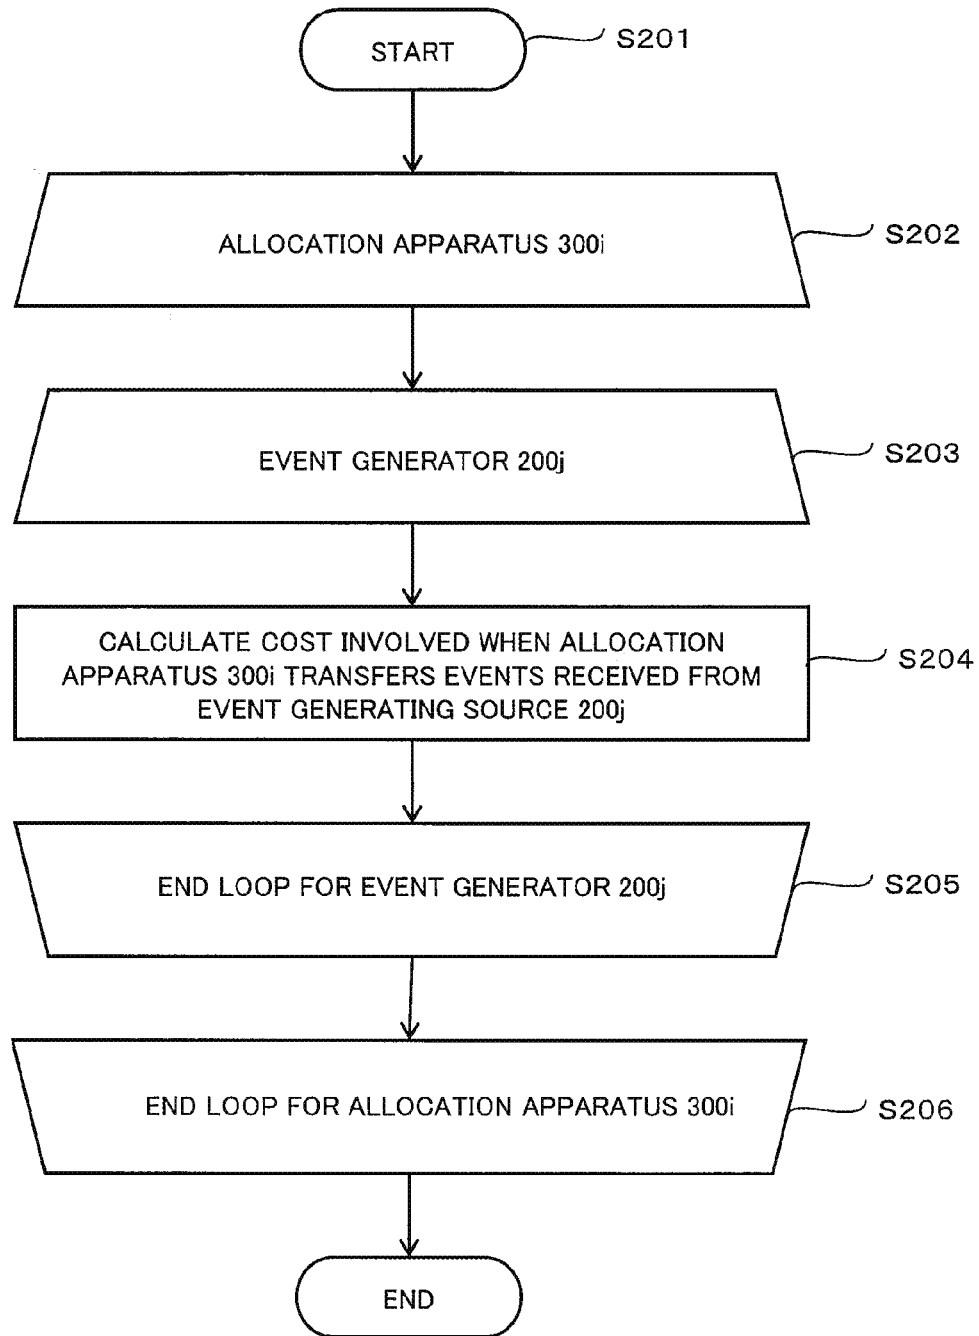 START
S201
ALLOCATION APPARATUS 300i
S202
EVENT GENERATOR 200j
S203
CALCULATE COST INVOLVED WHEN ALLOCATION
APPARATUS 300i TRANSFERS EVENTS RECEIVED FROM
EVENT GENERATING SOURCE 200j
S204
END LOOP FOR EVENT GENERATOR 200j
S205
END LOOP FOR ALLOCATION APPARATUS 300i
S206
END